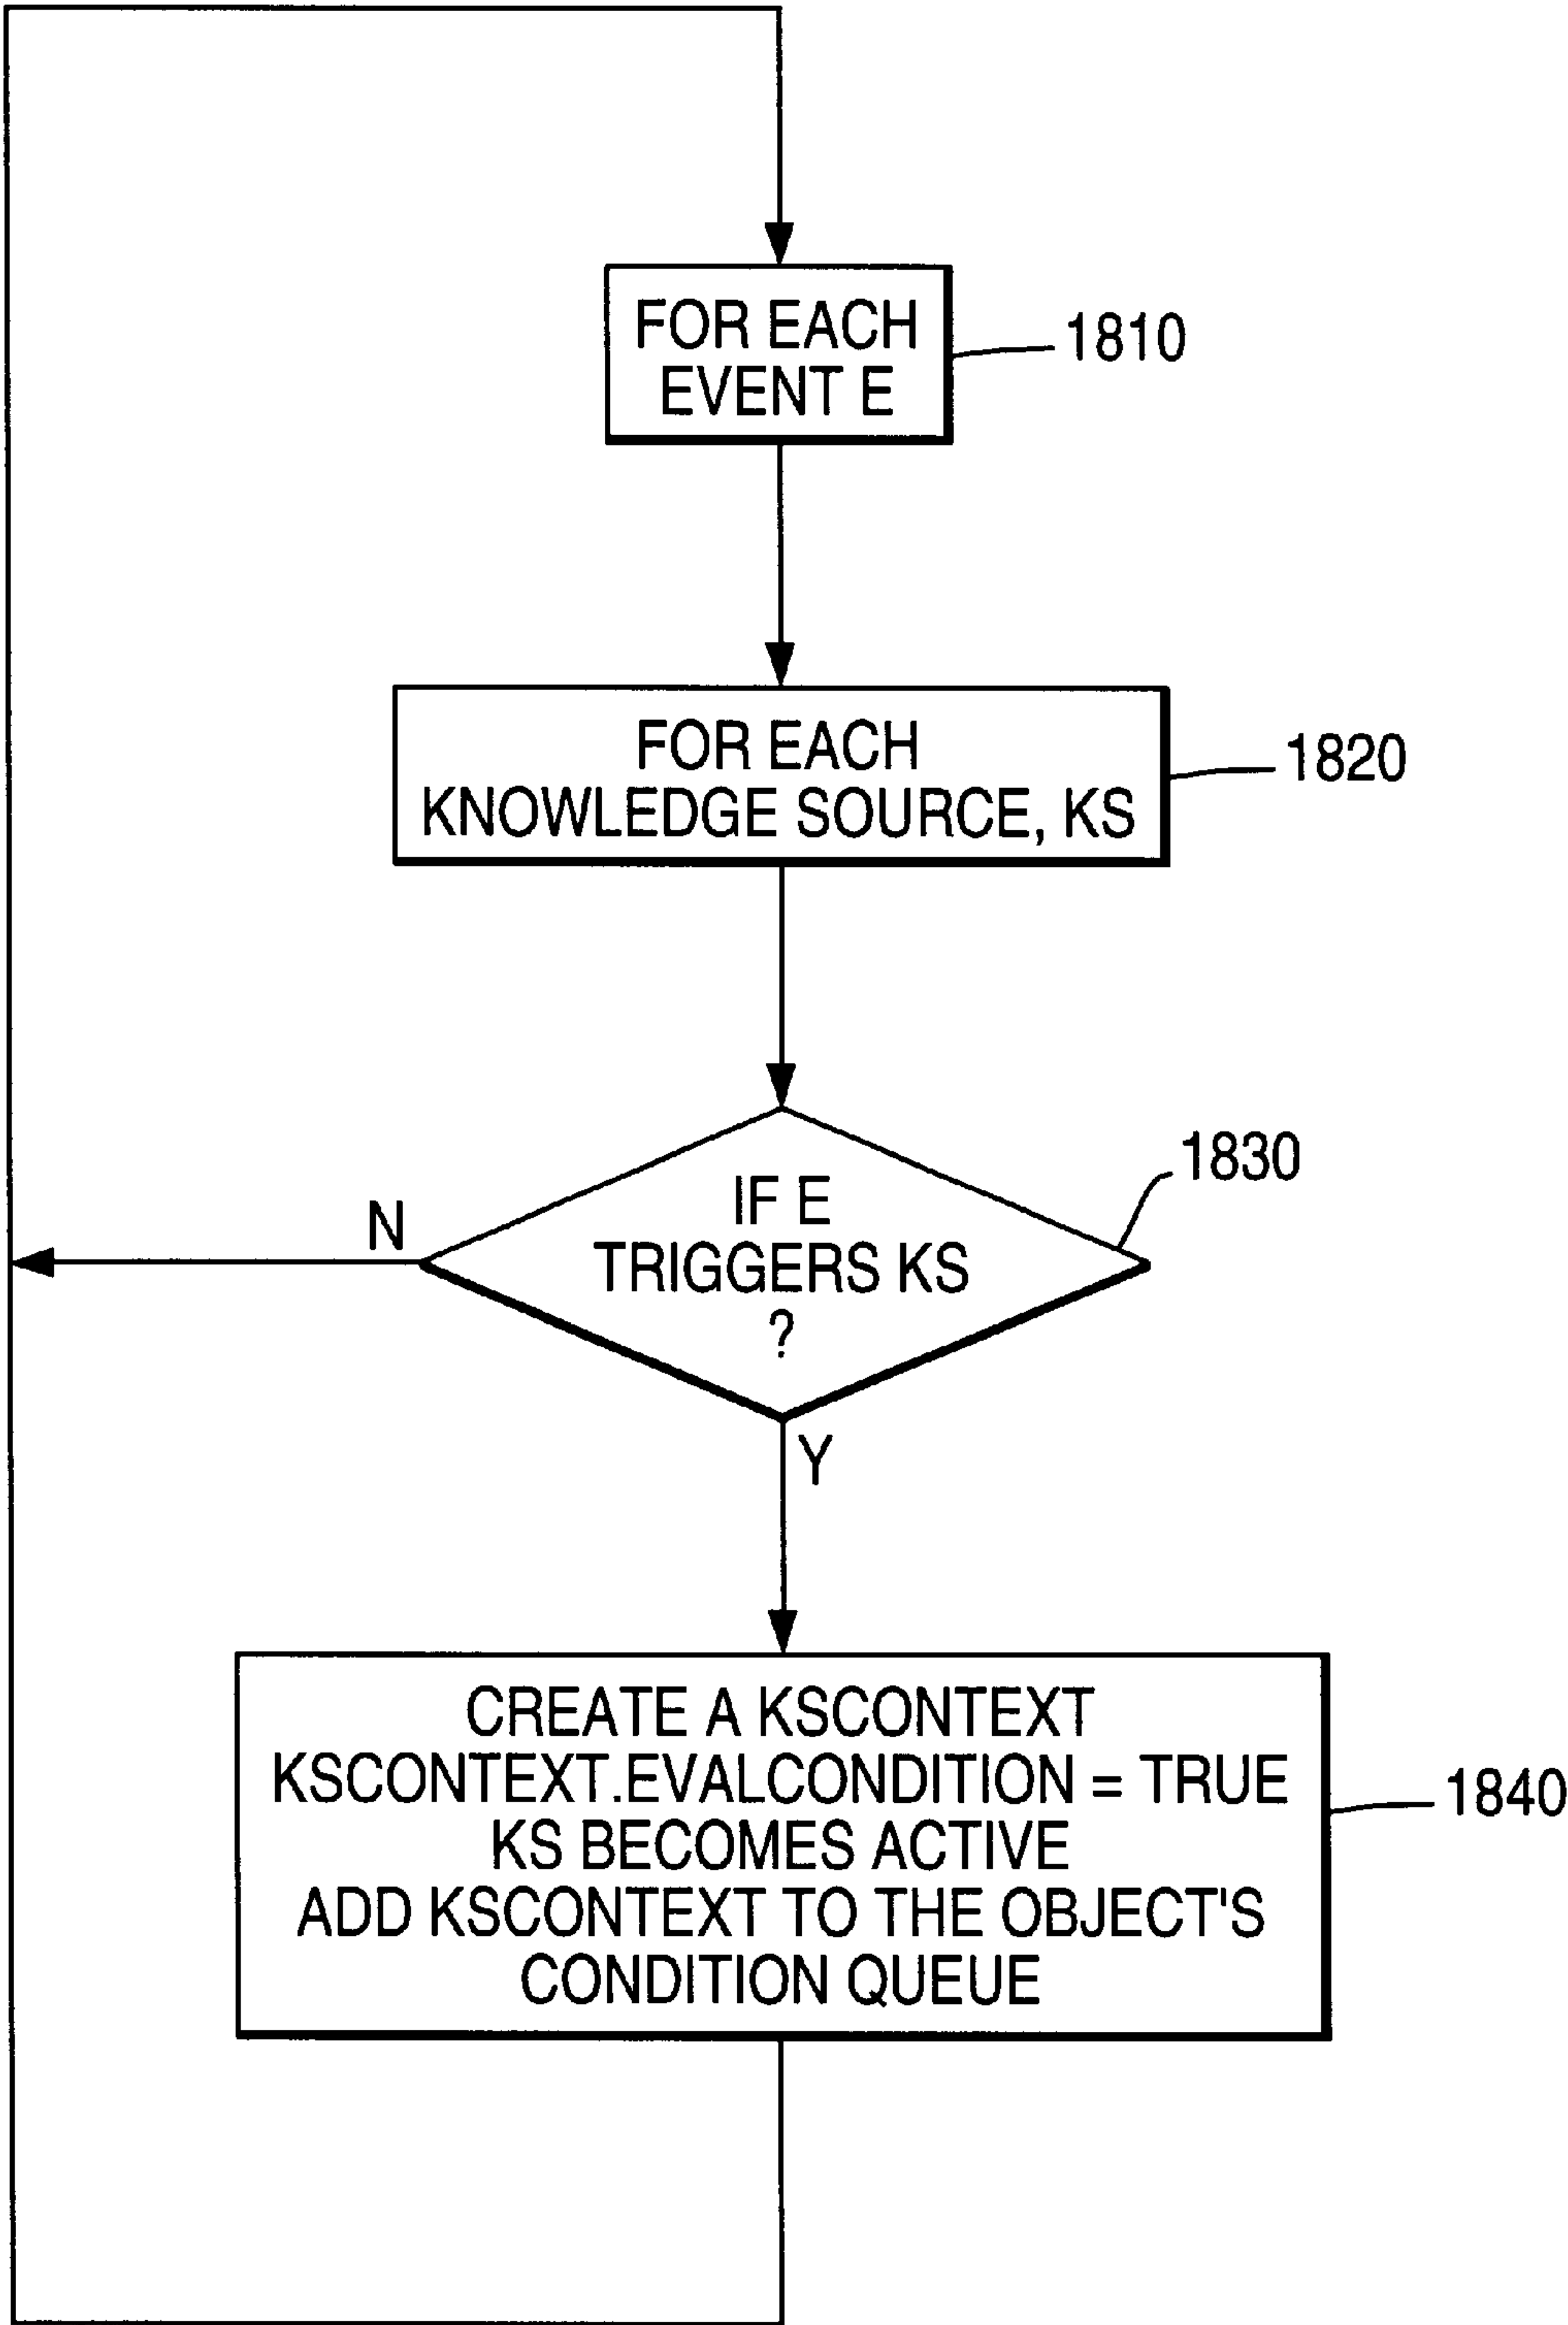 FOR EACH
EVENT E
1810
FOR EACH
KNOWLEDGE SOURCE, KS
1820
IF E
TRIGGERS KS
?
1830
N
Y
CREATE A KSCONTEXT
KSCONTEXT.EVALCONDITION = TRUE
KS BECOMES ACTIVE
ADD KSCONTEXT TO THE OBJECT'S
CONDITION QUEUE
1840